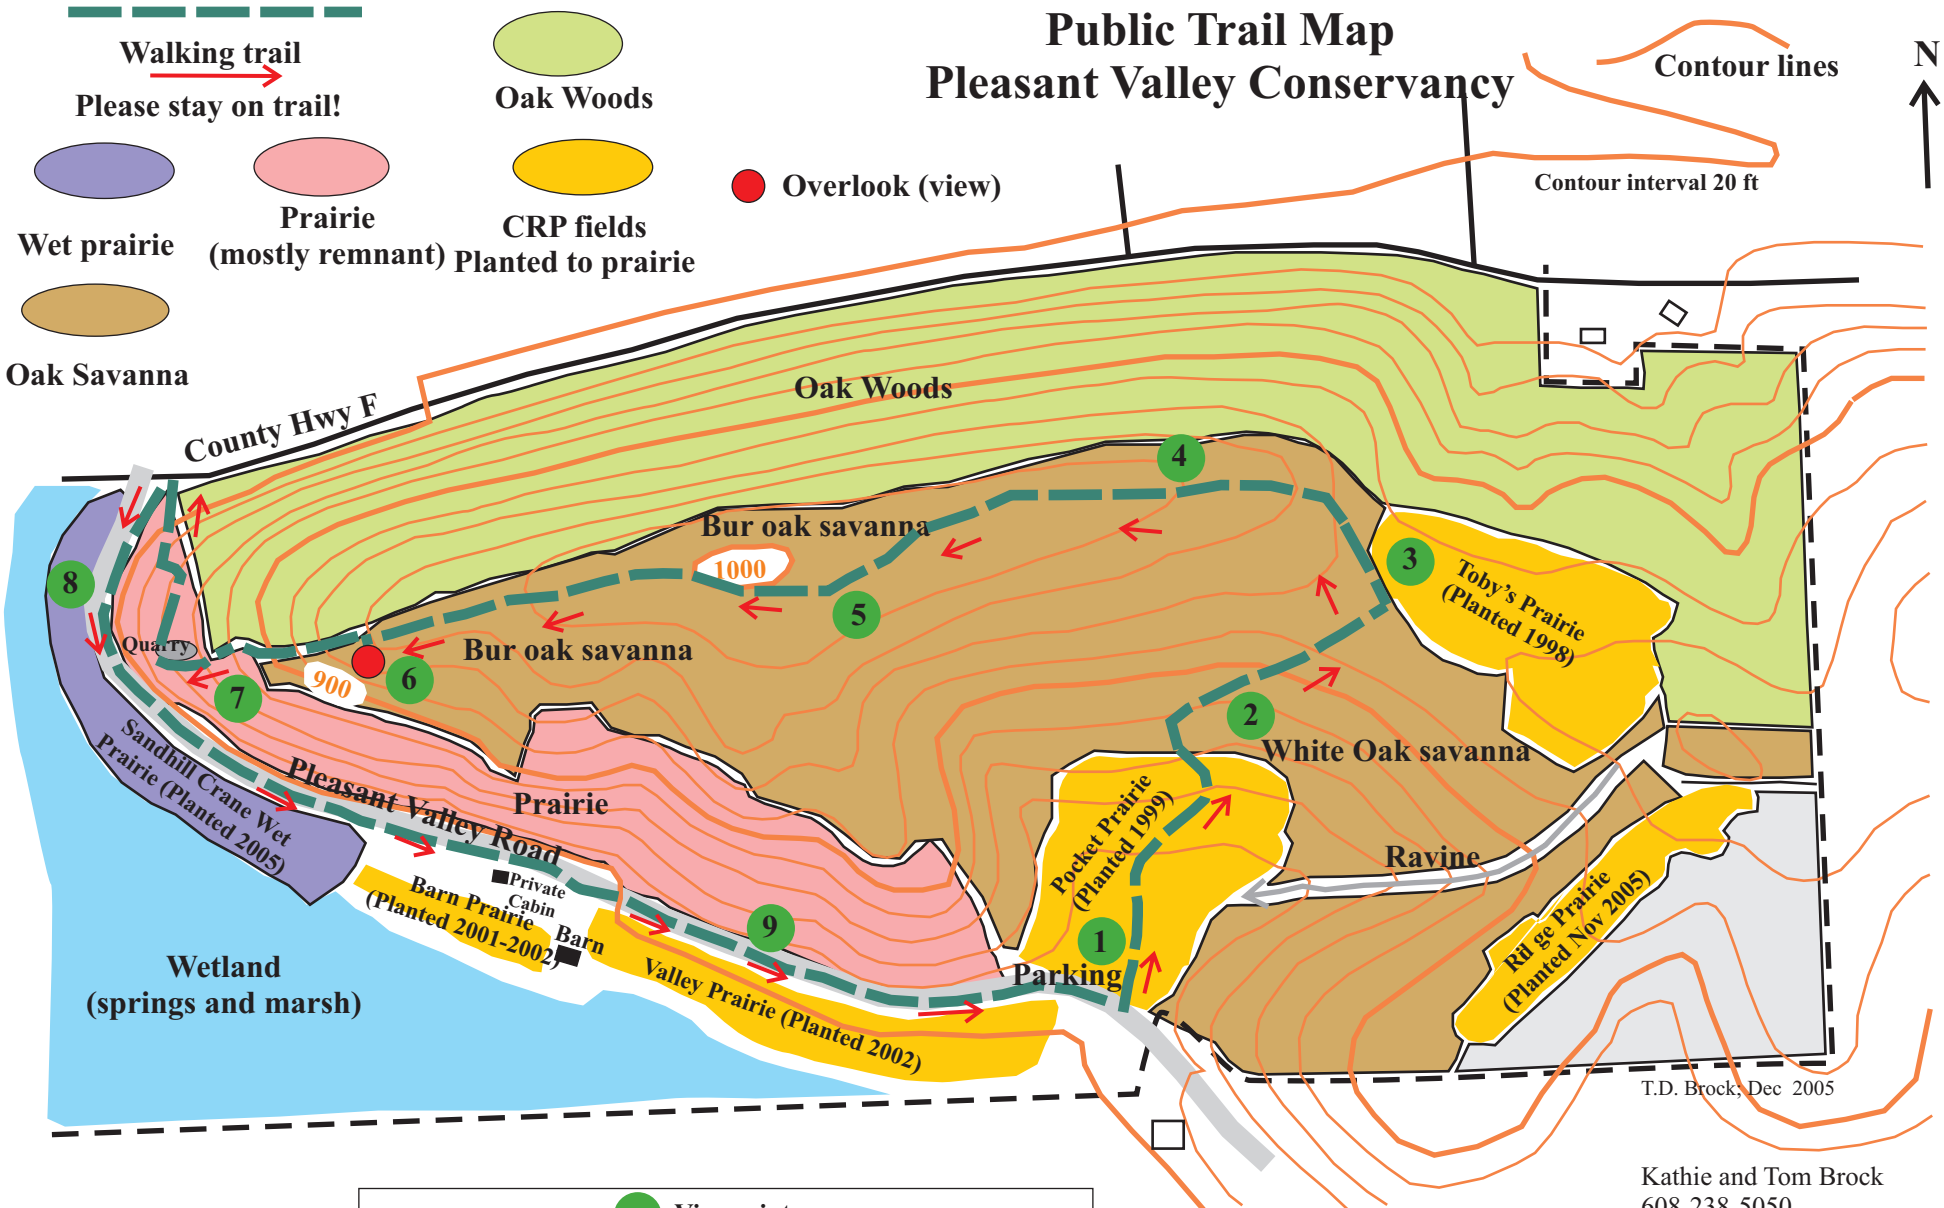 Public Trail Map
Pleasant Valley Conservancy
Walking trail
Please stay on trail!
Oak Woods
Contour lines
N
Wet prairie
Prairie
(mostly remnant)
CRP fields
Planted to prairie
Overlook (view)
Contour interval 20 ft
Oak Savanna
County Hwy F
Oak Woods
4
Bur oak savanna
1000
3
Toby's Prairie
(Planted 1998)
8
5
Quarry
Bur oak savanna
900
6
7
2
White Oak savanna
Sandhill Crane Wet
Prairie (Planted
2005)
Pleasant Valley Road
Prairie
Pocket Prairie
(Planted 1999)
Ravine
Private
Cabin
Barn Prairie
(Planted 2001-2002)
Barn
9
1
Ril ge Prairie
(Planted Nov 2005)
Wetland
(springs and marsh)
Parking
Valley Prairie (Planted 2002)
T.D. Brock; Dec 2005
Kathie and Tom Brock
608-238-5050